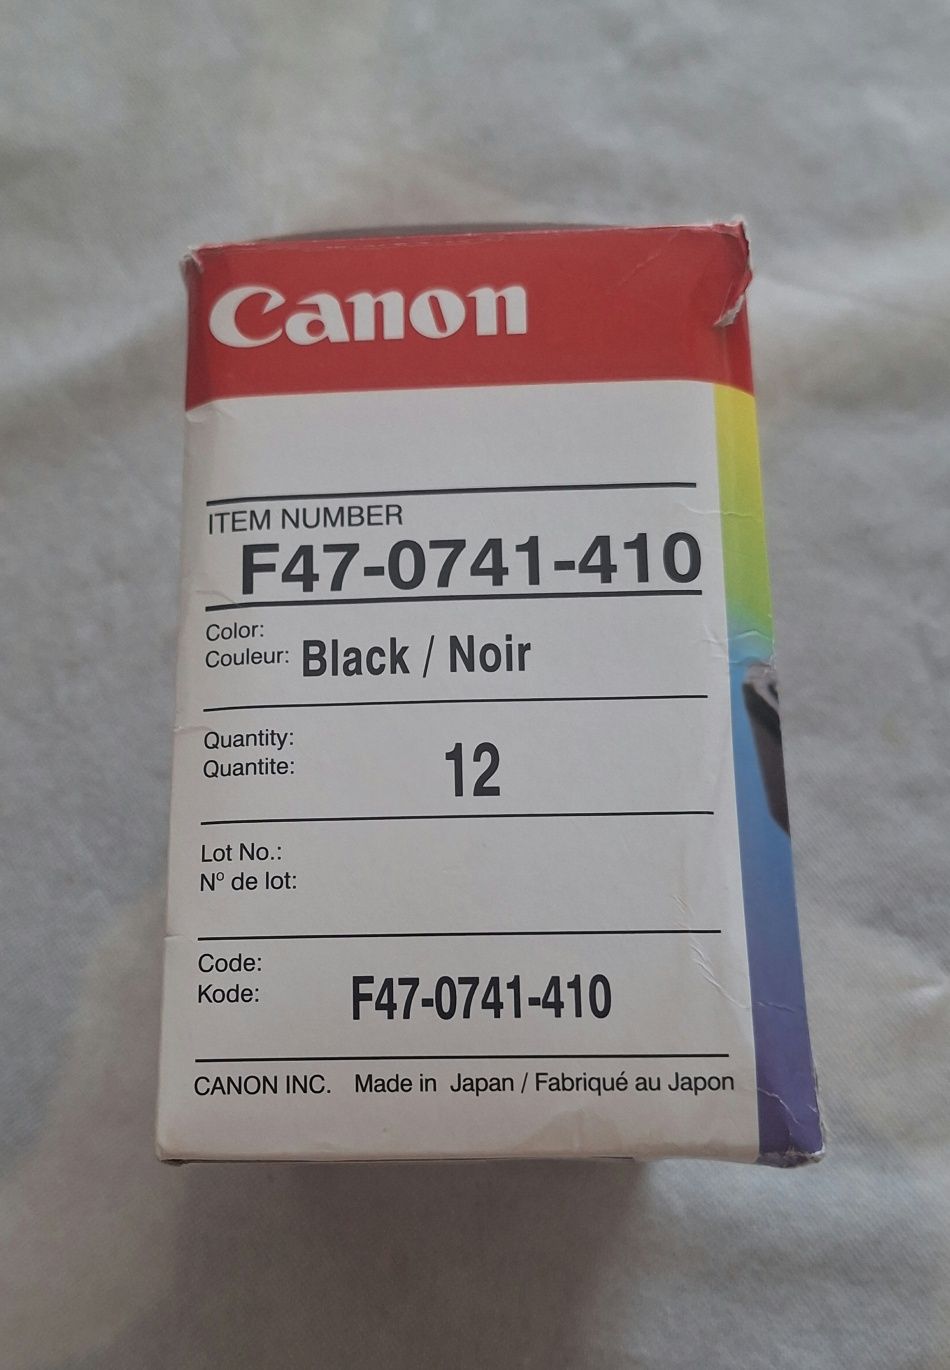 Canon
ITEM NUMBER
F47-0741-410
Color:
Couleur: Black / Noir
Quantity:
Quantite: 12
Lot No.:
Nº de lot:
Code:
Kode: F47-0741-410
CANON INC. Made in Japan / Fabriqué au Japon